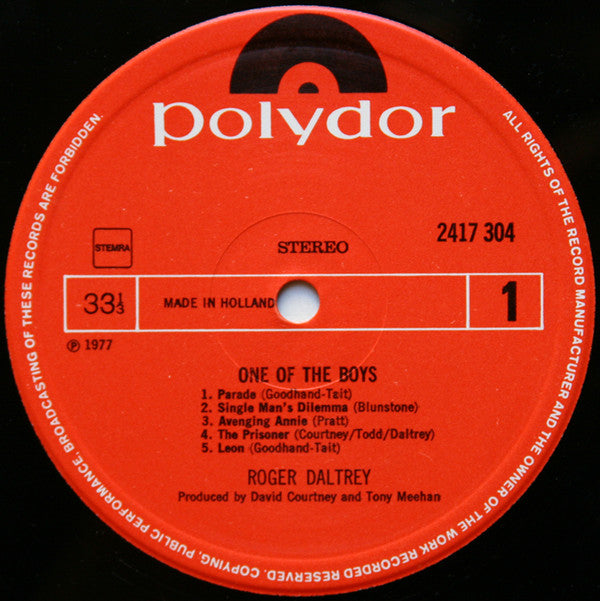 polydor
STEMRA
STEREO
2417 304
33⅓
MADE IN HOLLAND
1
℗ 1977
ONE OF THE BOYS
1. Parade (Goodhand-Tait)
2. Single Man's Dilemma (Blunstone)
3. Avenging Annie (Pratt)
4. The Prisoner (Courtney/Todd/Daltrey)
5. Leon (Goodhand-Tait)
ROGER DALTREY
Produced by David Courtney and Tony Meehan
ALL RIGHTS OF THE RECORD MANUFACTURER AND THE OWNER OF THE WORK RECORDED RESERVED. COPYING, PUBLIC PERFORMANCE, BROADCASTING OF THESE RECORDS ARE FORBIDDEN.